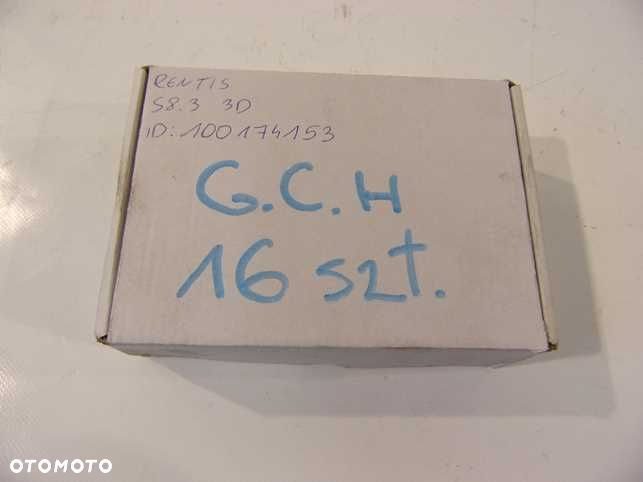 RENTIS
S8.3 3D
ID: 100174153
G.C.H
16 szt.
OTOMOTO